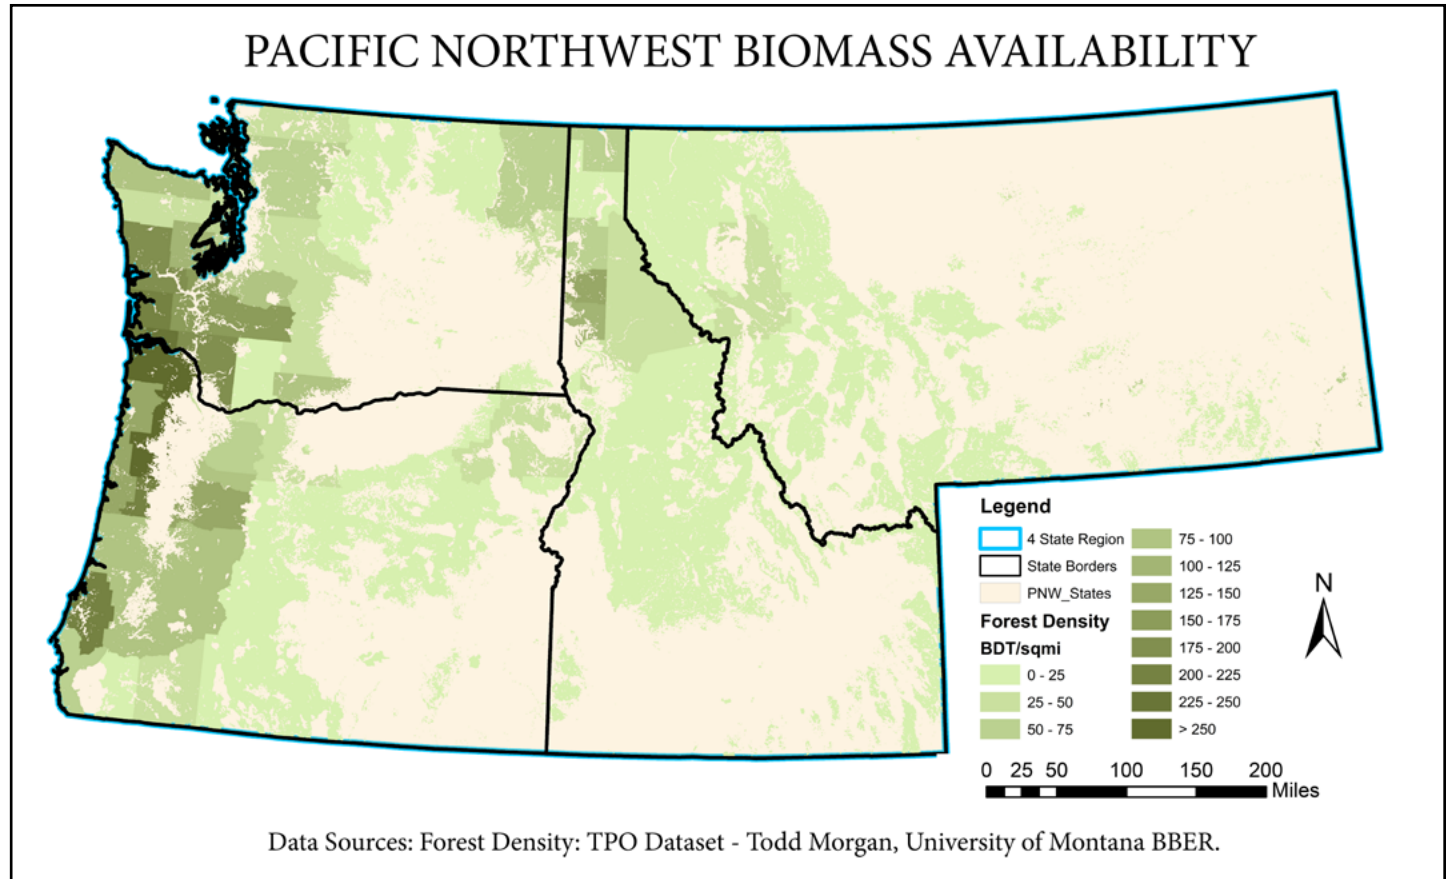 PACIFIC NORTHWEST BIOMASS AVAILABILITY
Legend
4 State Region
State Borders
PNW_States
Forest Density
BDT/sqmi
0 - 25
25 - 50
50 - 75
75 - 100
100 - 125
125 - 150
150 - 175
175 - 200
200 - 225
225 - 250
> 250
N
0 25 50 100 150 200
Miles
Data Sources: Forest Density: TPO Dataset - Todd Morgan, University of Montana BBER.